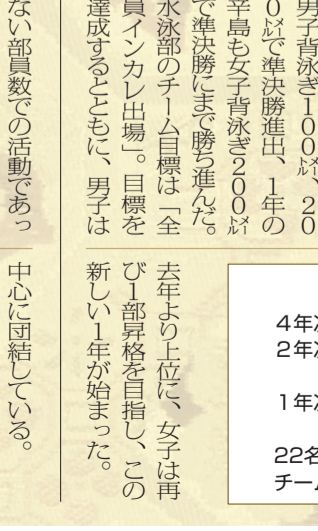 男子背泳ぎ100㍍、20
0㍍で準決勝進出、1年の
辛島も女子背泳ぎ200㍍
で準決勝にまで勝ち進んだ。
水泳部のチーム目標は「全
員インカレ出場」。目標を
達成するとともに、男子は
去年より上位に、女子は再
び1部昇格を目指し、この
新しい1年が始まった。
4年次
2年次
1年次
22名
チーム
ない部員数での活動であっ
中心に団結している。